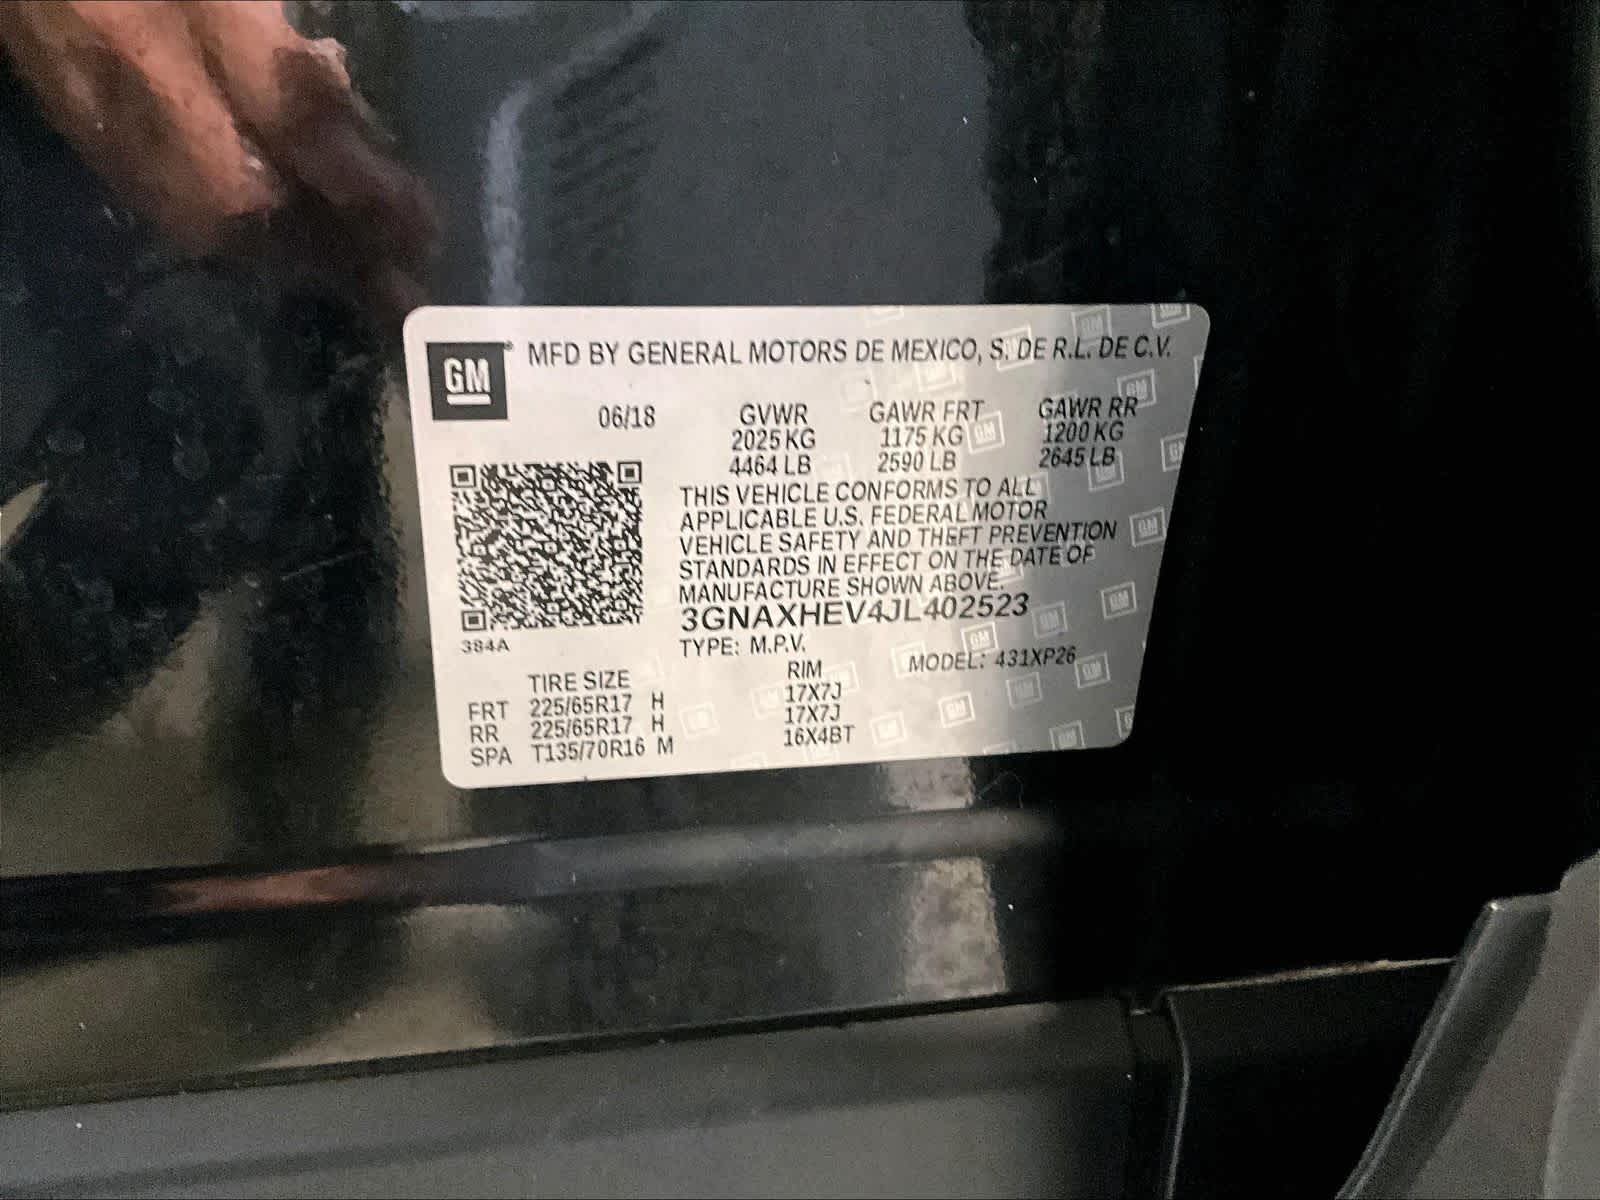 GM
MFD BY GENERAL MOTORS DE MEXICO, S. DE R.L. DE C.V.
06/18 GVWR GAWR FRT GAWR RR
2025 KG 1175 KG 1200 KG
4464 LB 2590 LB 2645 LB
THIS VEHICLE CONFORMS TO ALL
APPLICABLE U.S. FEDERAL MOTOR
VEHICLE SAFETY AND THEFT PREVENTION
STANDARDS IN EFFECT ON THE DATE OF
MANUFACTURE SHOWN ABOVE.
3GNAXHEV4JL402523
384A
TYPE: M.P.V. MODEL: 431XP26
TIRE SIZE RIM
FRT 225/65R17 H 17X7J
RR 225/65R17 H 17X7J
SPA T135/70R16 M 16X4BT